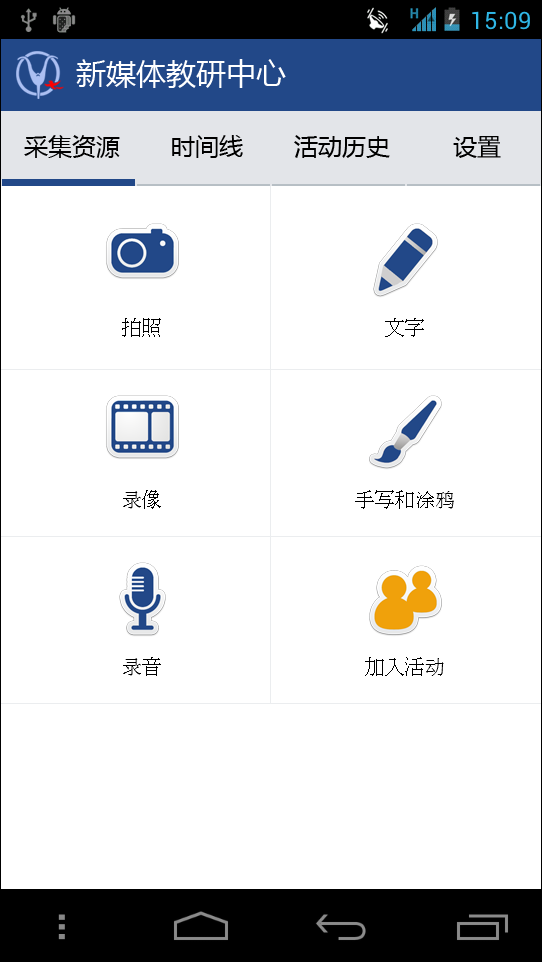 H 15:09
新媒体教研中心
采集资源 时间线 活动历史 设置
拍照 文字
录像 手写和涂鸦
录音 加入活动